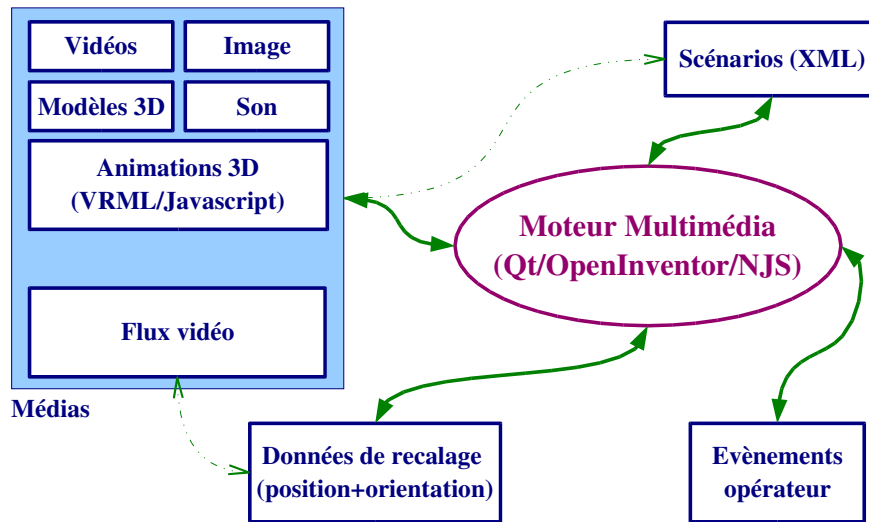 Vidéos
Image
Scénarios (XML)
Modèles 3D
Son
Animations 3D
(VRML/Javascript)
Moteur Multimédia
(Qt/OpenInventor/NJS)
Flux vidéo
Médias
Données de recalage
(position+orientation)
Evènements
opérateur